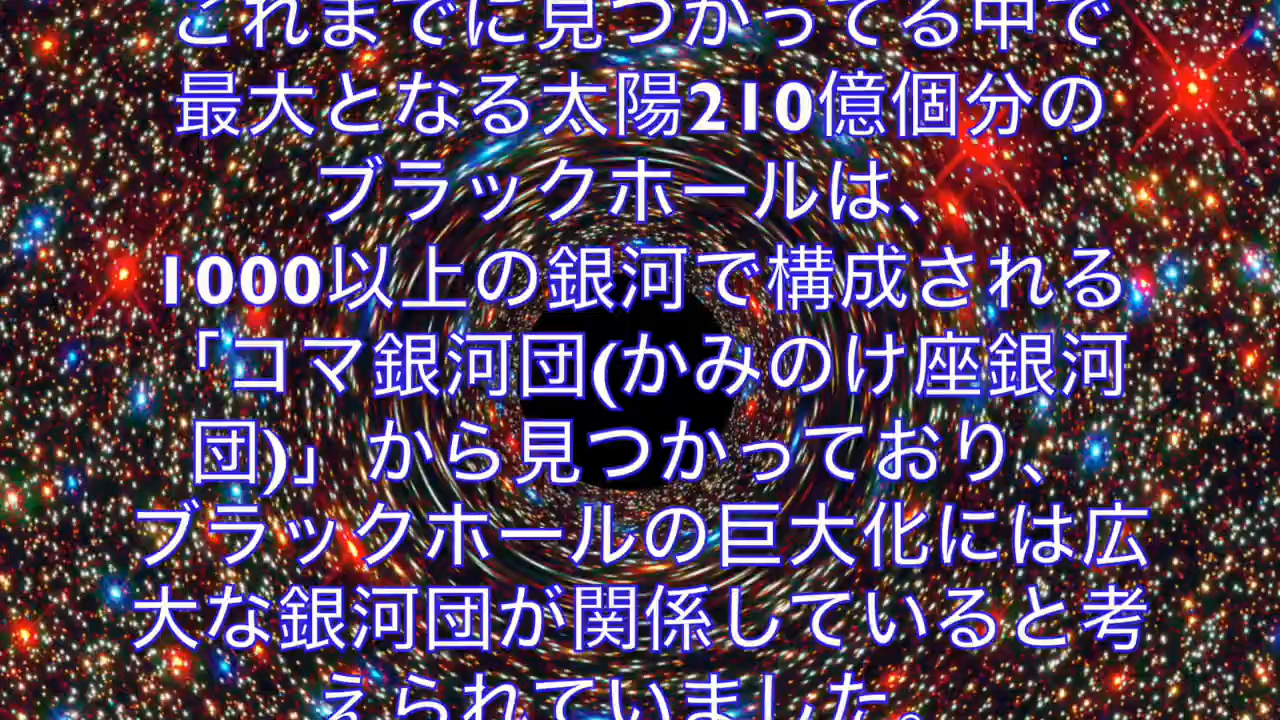 これまでに見つかってる中で
最大となる太陽210億個分の
ブラックホールは、
1000以上の銀河で構成される
「コマ銀河団(かみのけ座銀河
団)」から見つかっており、
ブラックホールの巨大化には広
大な銀河団が関係していると考
えられていました。